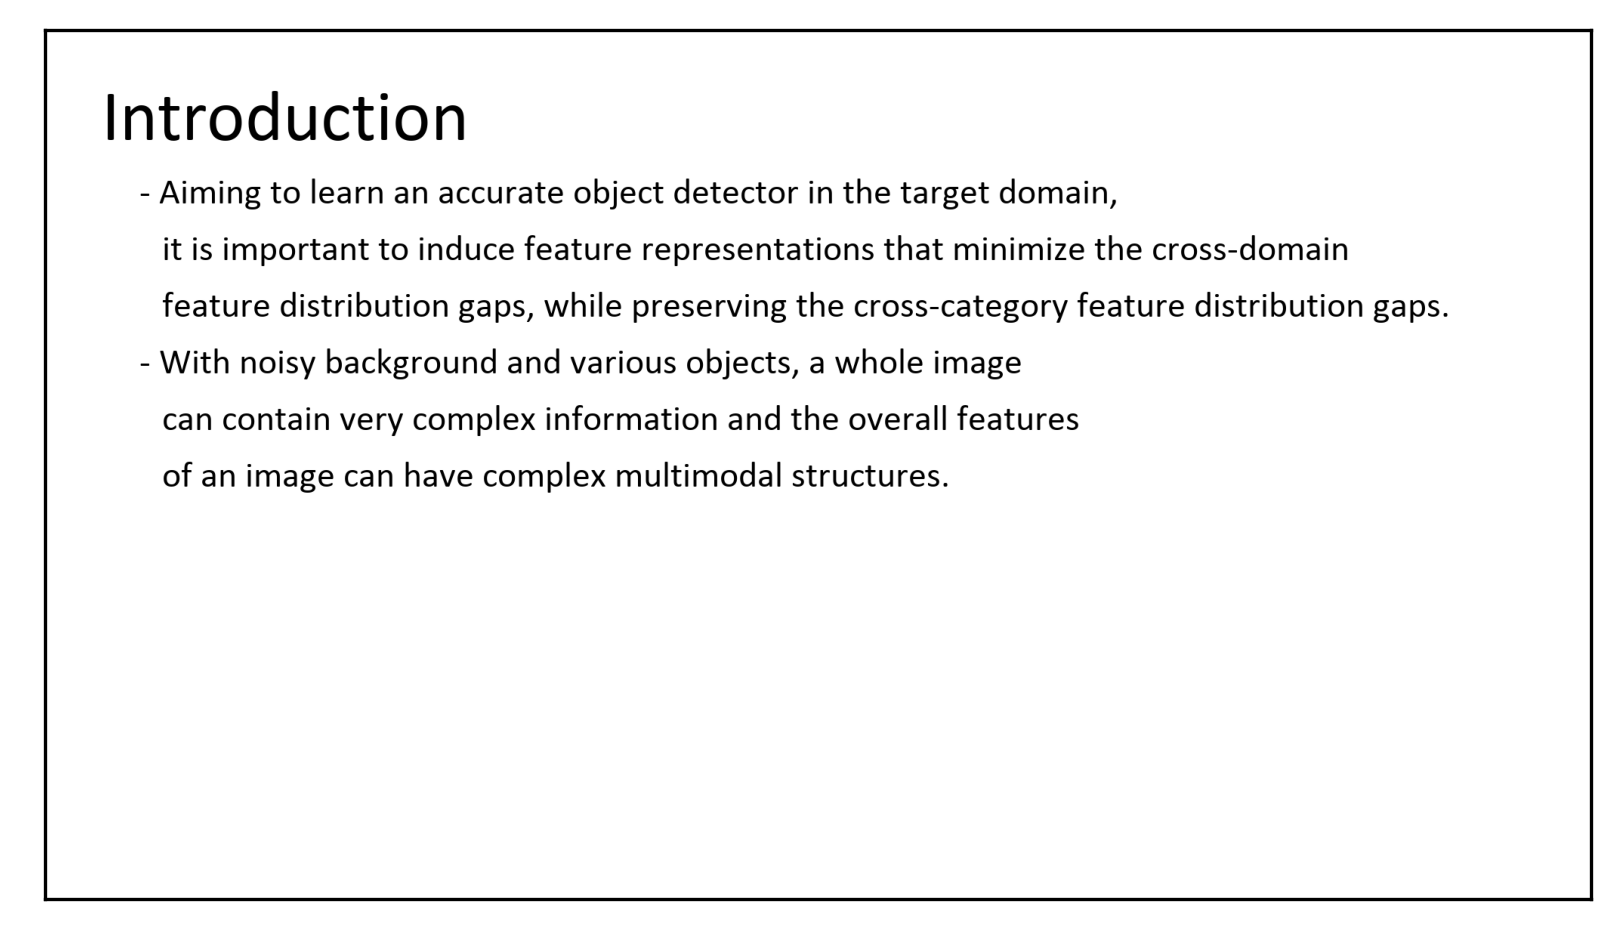 Introduction
- Aiming to learn an accurate object detector in the target domain,
it is important to induce feature representations that minimize the cross-domain
feature distribution gaps, while preserving the cross-category feature distribution gaps.
- With noisy background and various objects, a whole image
can contain very complex information and the overall features
of an image can have complex multimodal structures.